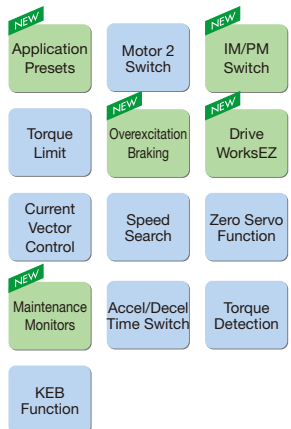 NEW
Application
Presets
Motor 2
Switch
NEW
IM/PM
Switch
Torque
Limit
NEW
Overexcitation
Braking
NEW
Drive
WorksEZ
Current
Vector
Control
Speed
Search
Zero Servo
Function
NEW
Maintenance
Monitors
Accel/Decel
Time Switch
Torque
Detection
KEB
Function